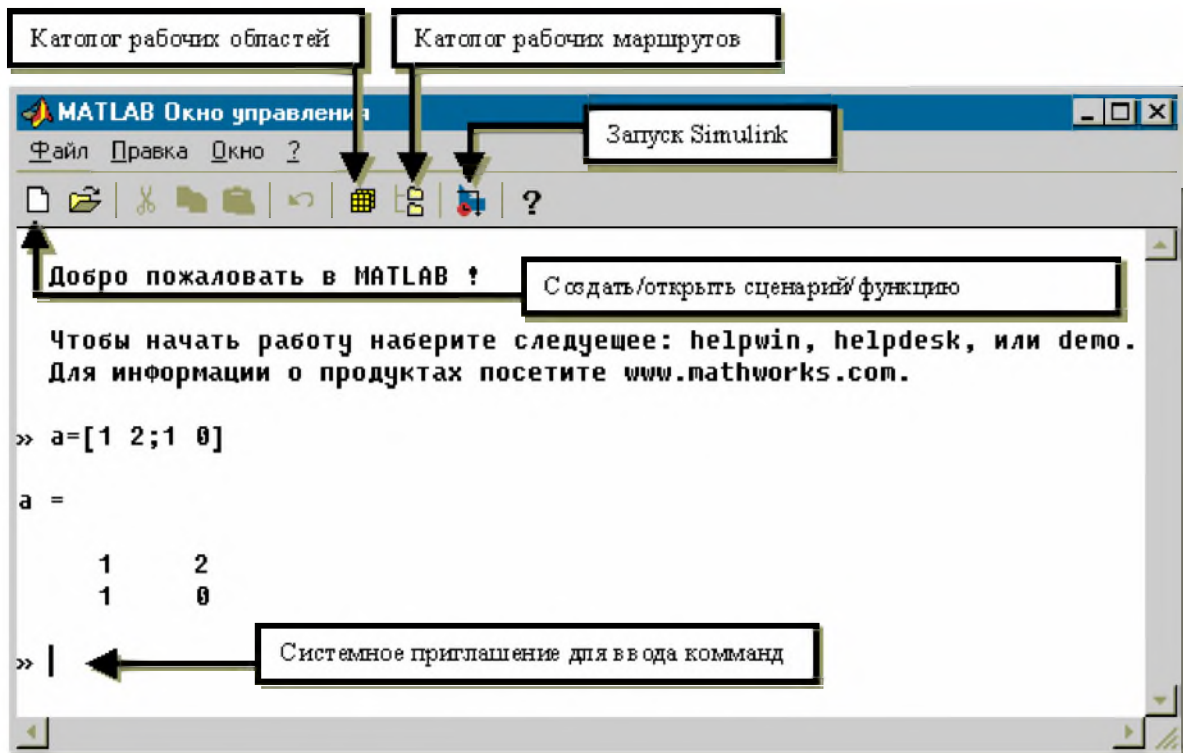 Католог рабочих областей
Католог рабочих маршрутов
MATLAB Окно управления
Запуск Simulink
Файл Правка Окно ?
?
Добро пожаловать в MATLAB !
Создать/открыть сценарий/функцию
Чтобы начать работу наберите следуещее: helpwin, helpdesk, или demo.
Для информации о продуктах посетите www.mathworks.com.
» a=[1 2;1 0]
a =
1 2
1 0
» Системное приглашение для ввода комманд